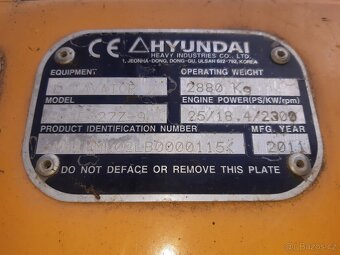 CE HYUNDAI
HEAVY INDUSTRIES CO., LTD.
1, JEONHA-DONG, DONG-GU, ULSAN 682-792, KOREA
EQUIPMENT OPERATING WEIGHT
2880 Kg
MODEL ENGINE POWER(PS/KW/rpm)
27Z-9 25/18.4/2300
PRODUCT IDENTIFICATION NUMBER MFG. YEAR
2011
DO NOT DEFACE OR REMOVE THIS PLATE